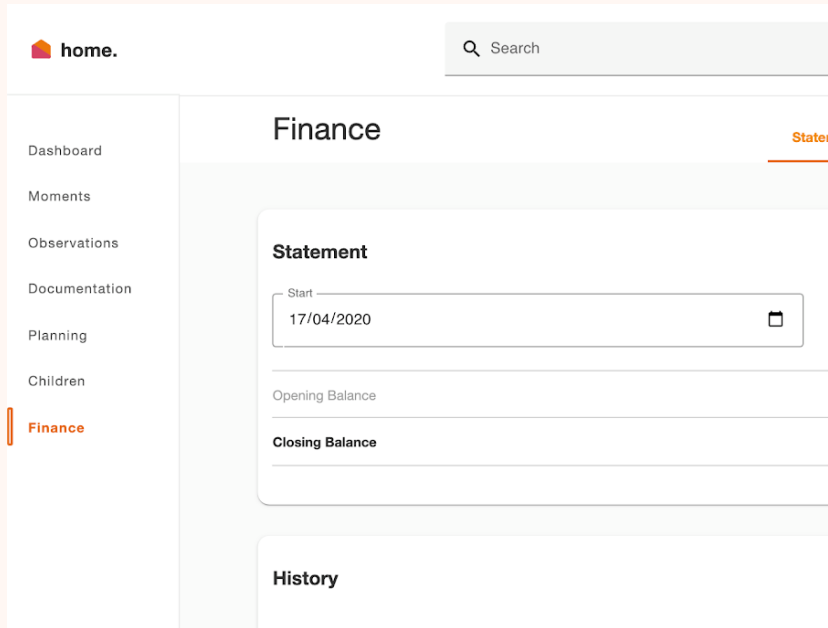 home.
Search
Dashboard
Moments
Observations
Documentation
Planning
Children
Finance
Finance
Statement
Start
17/04/2020
Opening Balance
Closing Balance
History